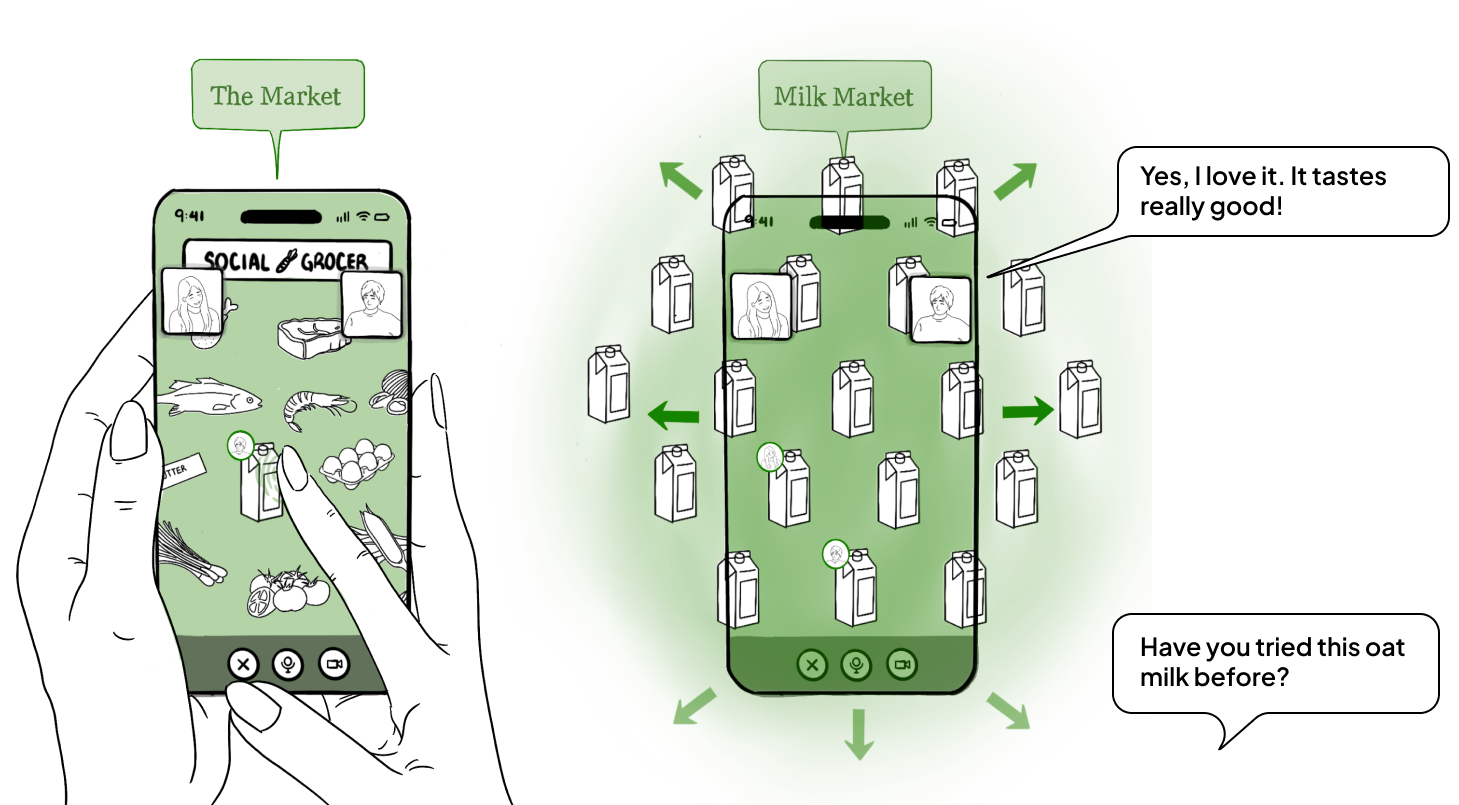 The Market
Milk Market
Yes, I love it. It tastes
really good!
9:41
SOCIAL GROCER
9:41
UTTER
Have you tried this oat
milk before?